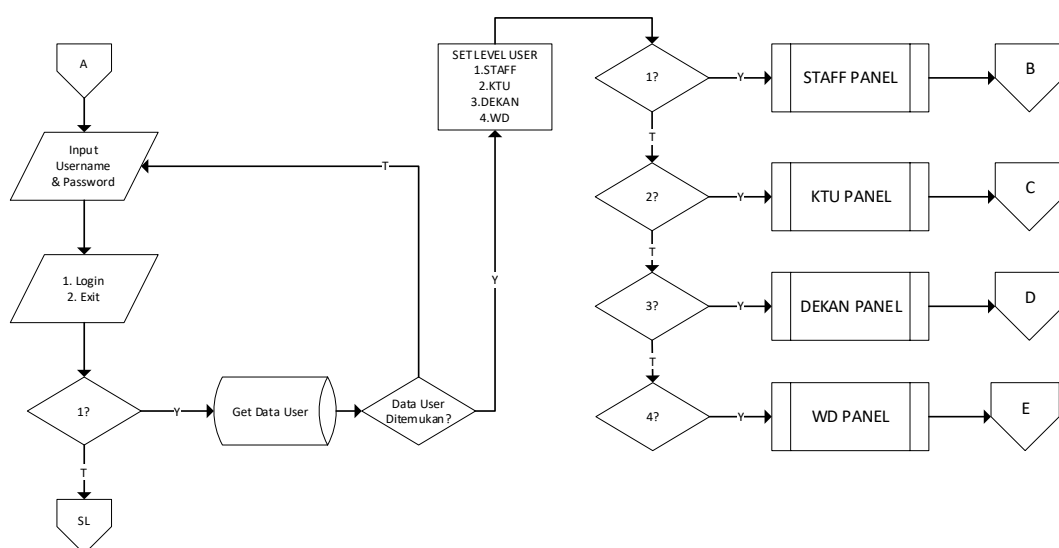 A
Input
Username
& Password
1. Login
2. Exit
1?
Y
T
SL
Get Data User
Data User
Ditemukan?
T
Y
SET LEVEL USER
1.STAFF
2.KTU
3.DEKAN
4.WD
1?
Y
STAFF PANEL
B
T
2?
Y
KTU PANEL
C
T
3?
Y
DEKAN PANEL
D
T
4?
Y
WD PANEL
E